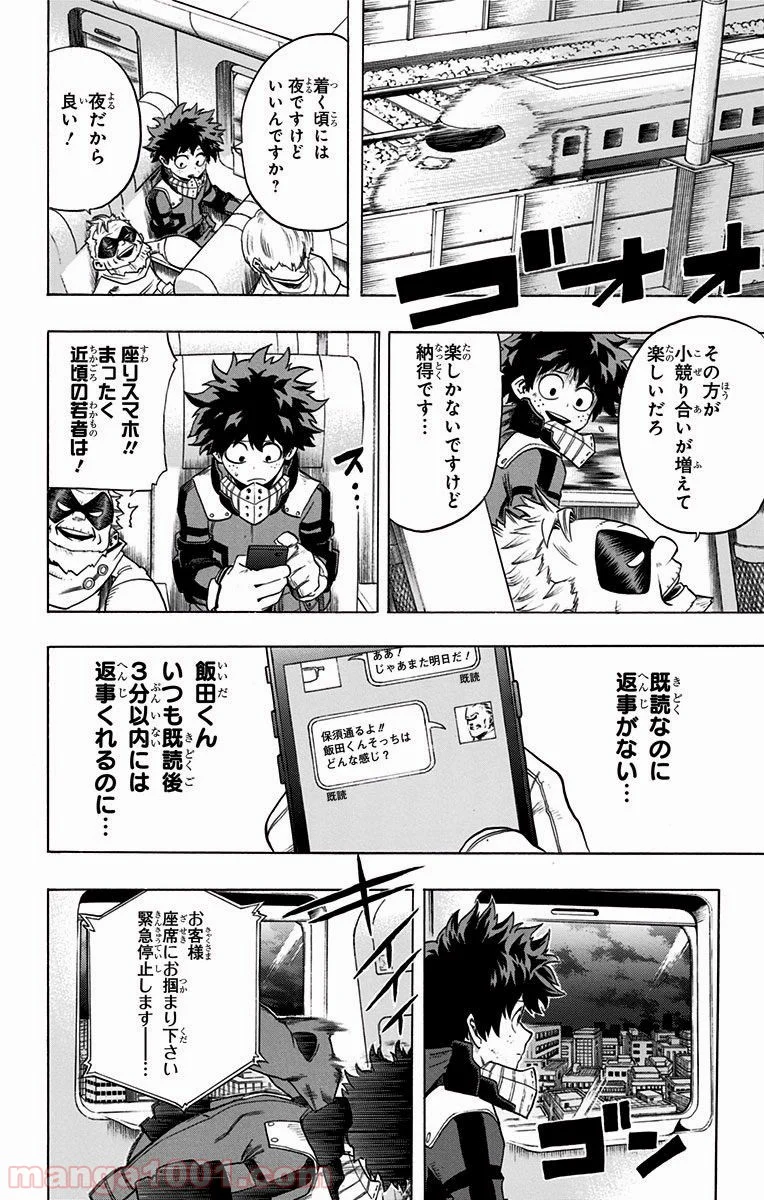 ゴオオオ
着く頃には
夜ですけど
いいんですか?
夜だから
良い!
その方が
小競り合いが増えて
楽しいだろ
楽しかないですけど
納得です…
ス…
座りスマホ!!
まったく
近頃の若者は!
既読なのに
返事がない…
ああ!
じゃあまた明日だ!
既読
保須通るよ!!
飯田くんそっちは
どんな感じ?
既読
飯田くん
いつも既読後
3分以内には
返事くれるのに…
ゴン
キキイイ
お客様
座席にお掴まり下さい
緊急停止します――…
manga1001.com